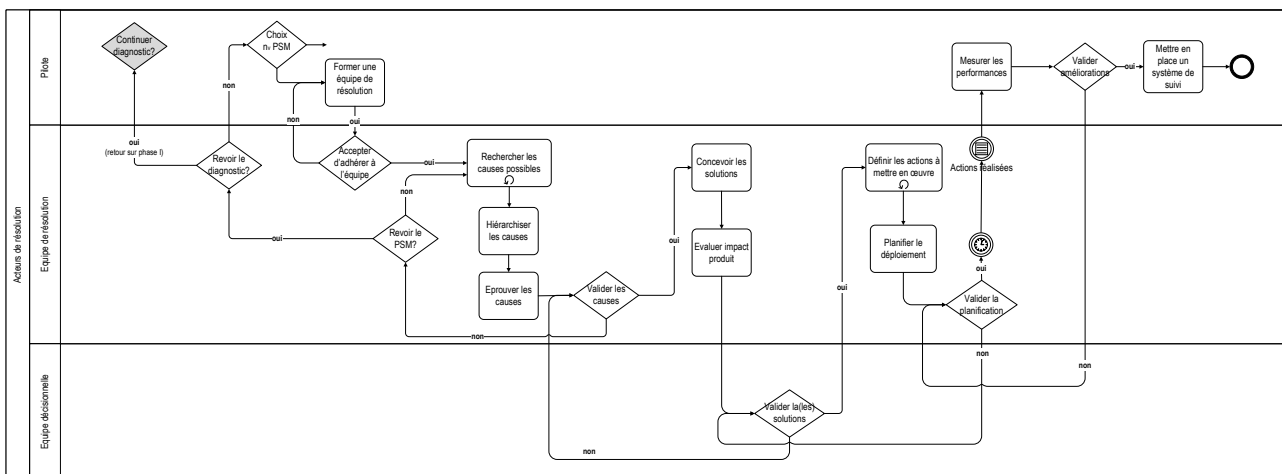 Acteurs de résolution
Pilote
Continuer
diagnostic?
Choix
PSM
Former une
équipe de
résolution
Mesurer les
performances
Valider
améliorations
oui
Mettre en
place un
système de
suivi
non
oui
(retour sur phase I)
non
oui
Equipe de résolution
Revoir le
diagnostic?
Accepter
d'adhérer à
l'équipe
oui
Rechercher les
causes possibles
non
Concevoir les
solutions
Définir les actions à
mettre en œuvre
Actions réalisées
oui
Revoir le
PSM?
Hiérarchiser
les causes
oui
Evaluer impact
produit
Planifier le
déploiement
oui
Eprouver les
causes
Valider les
causes
oui
Valider la
planification
non
non
non
Equipe décisionnelle
Valider la(les)
solutions
non